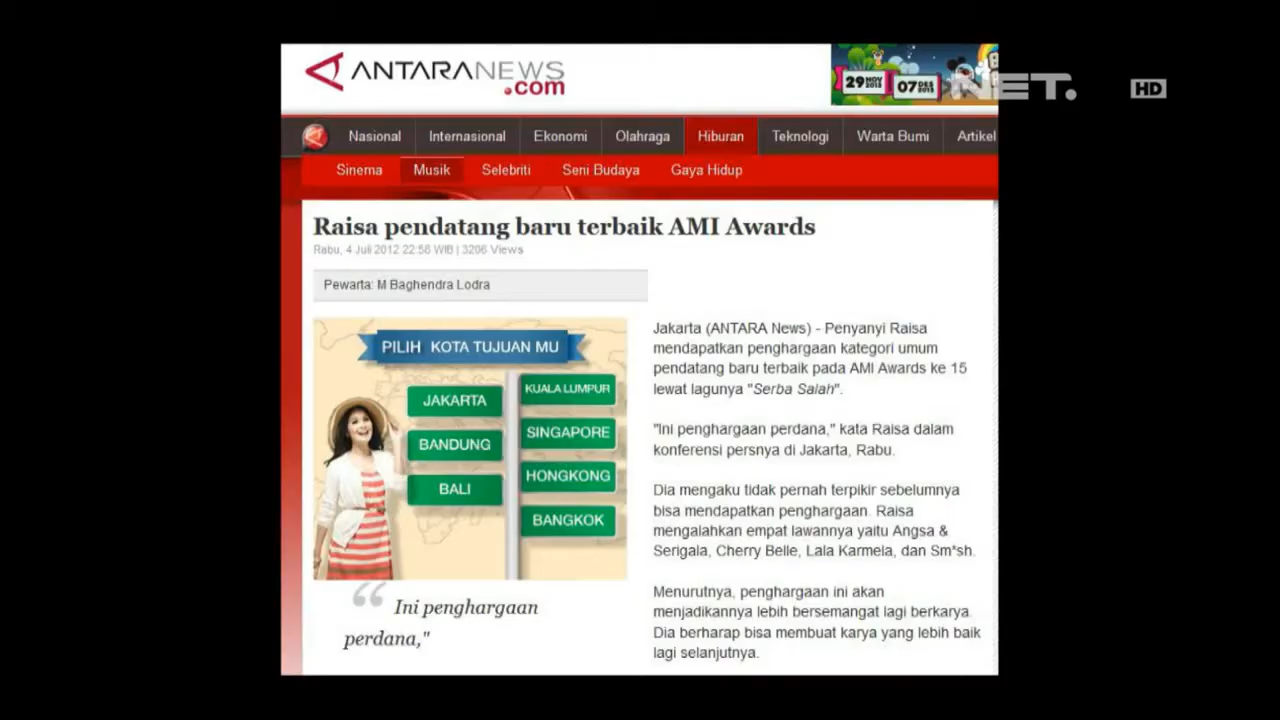 ANTARANEWS
.com
29 NOV 2013
07 DES 2013
NET.
HD
Nasional Internasional Ekonomi Olahraga Hiburan Teknologi Warta Bumi Artikel
Sinema Musik Selebriti Seni Budaya Gaya Hidup
Raisa pendatang baru terbaik AMI Awards
Rabu, 4 Juli 2012 22:56 WIB | 3206 Views
Pewarta: M Baghendra Lodra
PILIH KOTA TUJUAN MU
JAKARTA
BANDUNG
BALI
KUALA LUMPUR
SINGAPORE
HONGKONG
BANGKOK
“ Ini penghargaan
perdana,"
Jakarta (ANTARA News) - Penyanyi Raisa
mendapatkan penghargaan kategori umum
pendatang baru terbaik pada AMI Awards ke 15
lewat lagunya "Serba Salah".
"Ini penghargaan perdana," kata Raisa dalam
konferensi persnya di Jakarta, Rabu.
Dia mengaku tidak pernah terpikir sebelumnya
bisa mendapatkan penghargaan. Raisa
mengalahkan empat lawannya yaitu Angsa &
Serigala, Cherry Belle, Lala Karmela, dan Sm*sh.
Menurutnya, penghargaan ini akan
menjadikannya lebih bersemangat lagi berkarya.
Dia berharap bisa membuat karya yang lebih baik
lagi selanjutnya.